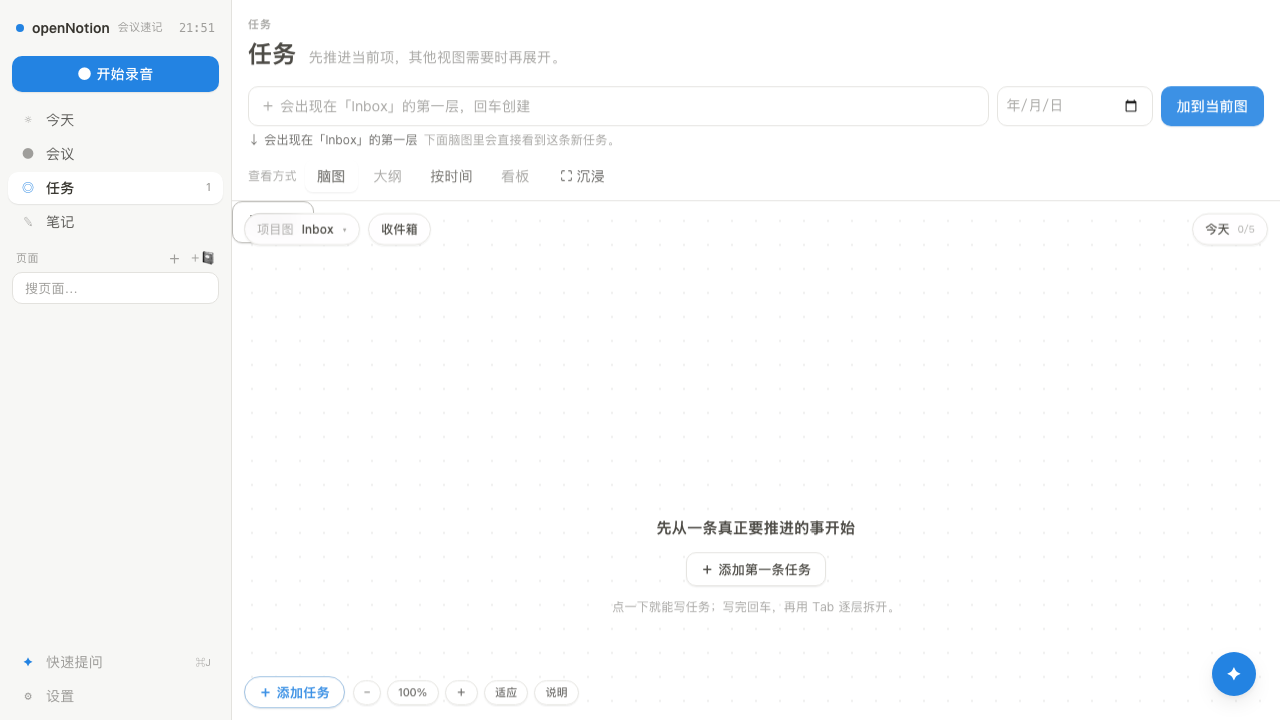 openNotion 会议速记 21:51
开始录音
今天
会议
任务 1
笔记
页面 + +
搜页面...
快速提问 ⌘J
设置
任务
任务 先推进当前项，其他视图需要时再展开。
+ 会出现在「Inbox」的第一层，回车创建 年/月/日 加到当前图
↓ 会出现在「Inbox」的第一层 下面脑图里会直接看到这条新任务。
查看方式 脑图 大纲 按时间 看板 沉浸
项目图 Inbox 收件箱 今天 0/5
先从一条真正要推进的事开始
+ 添加第一条任务
点一下就能写任务；写完回车，再用 Tab 逐层拆开。
+ 添加任务 − 100% + 适应 说明